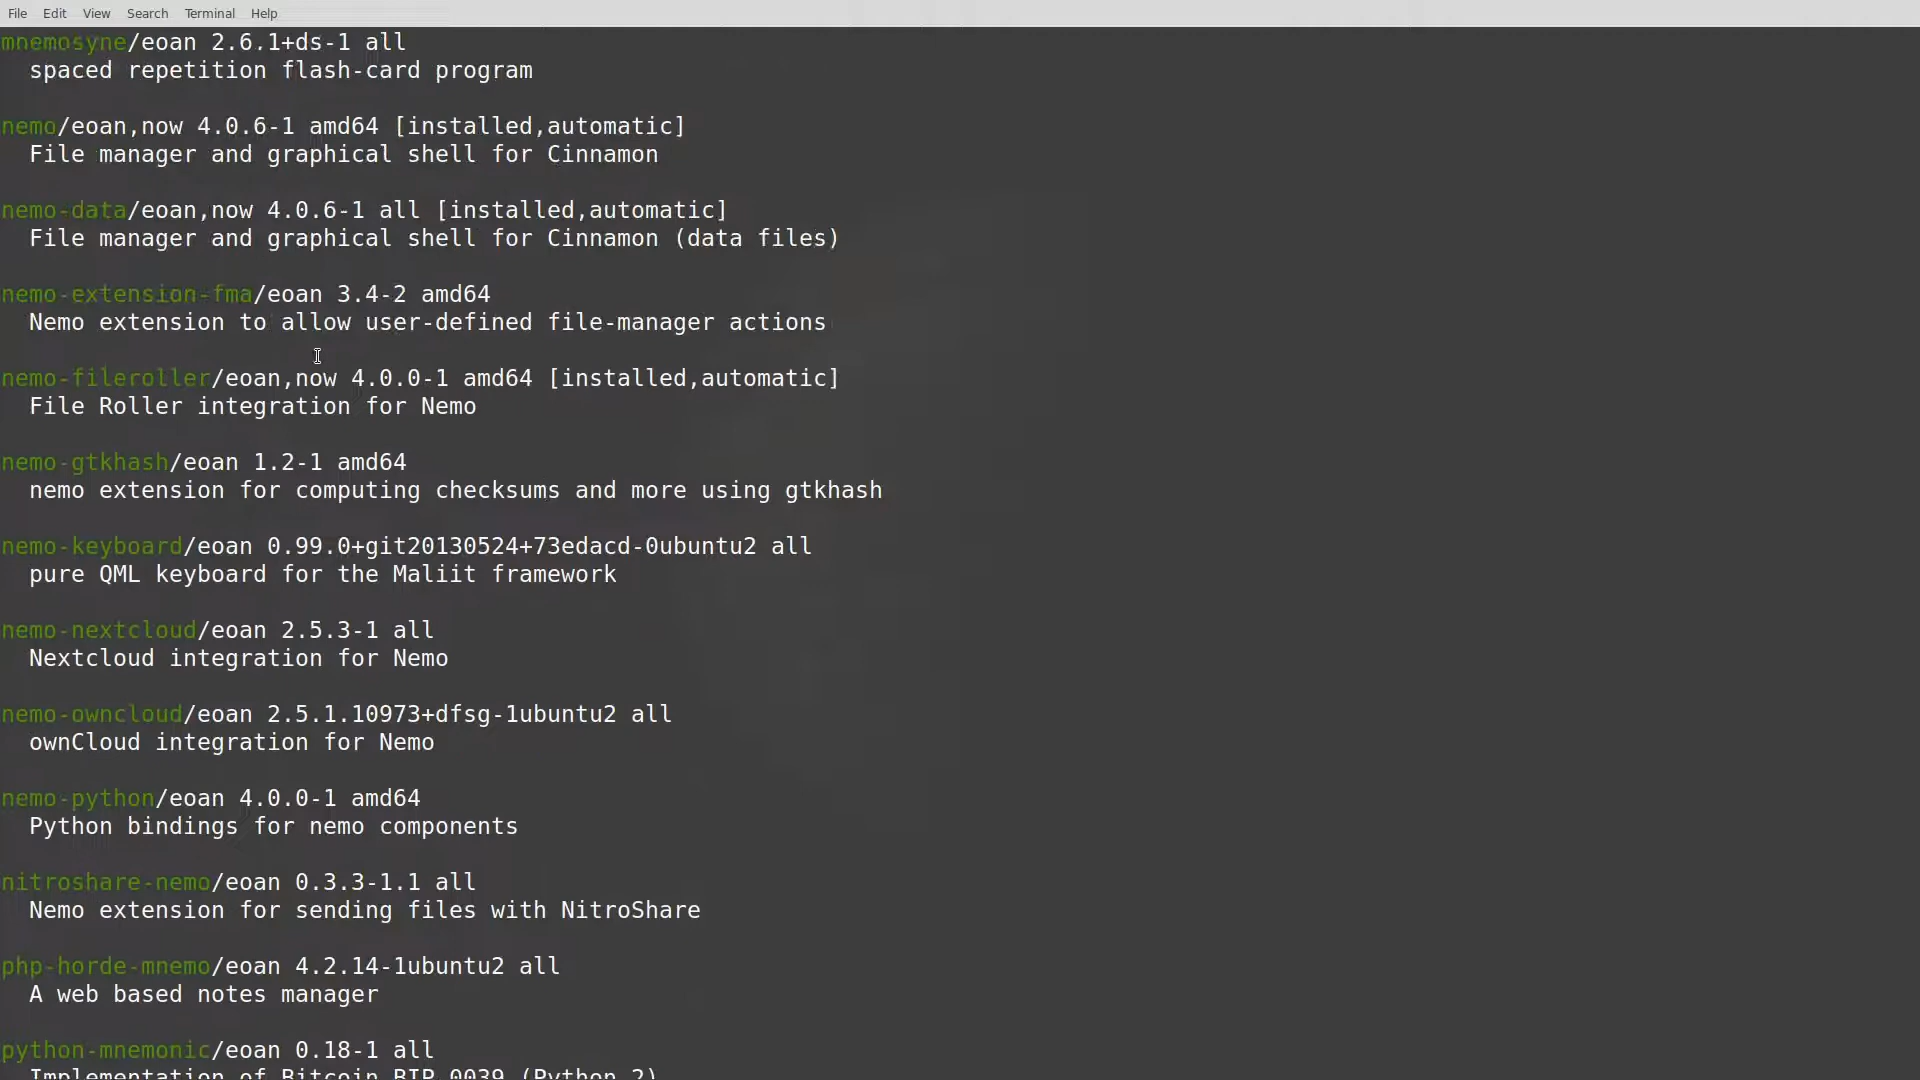 File Edit View Search Terminal Help
mnemosyne/eoan 2.6.1+ds-1 all
spaced repetition flash-card program
nemo/eoan,now 4.0.6-1 amd64 [installed,automatic]
File manager and graphical shell for Cinnamon
nemo-data/eoan,now 4.0.6-1 all [installed,automatic]
File manager and graphical shell for Cinnamon (data files)
nemo-extension-fma/eoan 3.4-2 amd64
Nemo extension to allow user-defined file-manager actions
nemo-fileroller/eoan,now 4.0.0-1 amd64 [installed,automatic]
File Roller integration for Nemo
nemo-gtkhash/eoan 1.2-1 amd64
nemo extension for computing checksums and more using gtkhash
nemo-keyboard/eoan 0.99.0+git20130524+73edacd-0ubuntu2 all
pure QML keyboard for the Maliit framework
nemo-nextcloud/eoan 2.5.3-1 all
Nextcloud integration for Nemo
nemo-owncloud/eoan 2.5.1.10973+dfsg-1ubuntu2 all
ownCloud integration for Nemo
nemo-python/eoan 4.0.0-1 amd64
Python bindings for nemo components
nitroshare-nemo/eoan 0.3.3-1.1 all
Nemo extension for sending files with NitroShare
php-horde-mnemo/eoan 4.2.14-1ubuntu2 all
A web based notes manager
python-mnemonic/eoan 0.18-1 all
Implementation of Bitcoin BIP-0039 (Python 2)